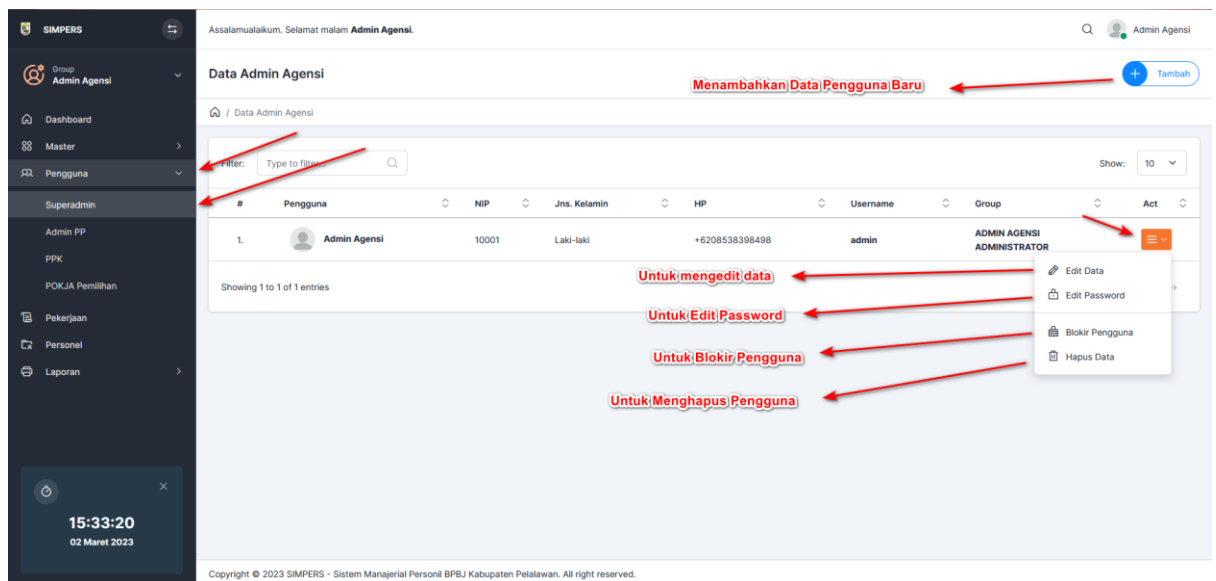 SIMPERS
Assalamualaikum. Selamat malam Admin Agensi.
Admin Agensi
Group
Admin Agensi
Data Admin Agensi
Menambahkan Data Pengguna Baru
Tambah
/ Data Admin Agensi
Dashboard
Master
Pengguna
Superadmin
Admin PP
PPK
POKJA Pemilihan
Pekerjaan
Personel
Laporan
Filter: Type to filter...
Show: 10
# Pengguna NIP Jns. Kelamin HP Username Group Act
1. Admin Agensi 10001 Laki-laki +6208538398498 admin ADMIN AGENSI
ADMINISTRATOR
Showing 1 to 1 of 1 entries
Untuk mengedit data
Edit Data
Untuk Edit Password
Edit Password
Untuk Blokir Pengguna
Blokir Pengguna
Untuk Menghapus Pengguna
Hapus Data
15:33:20
02 Maret 2023
Copyright © 2023 SIMPERS - Sistem Manajerial Personil BPBJ Kabupaten Pelalawan. All right reserved.